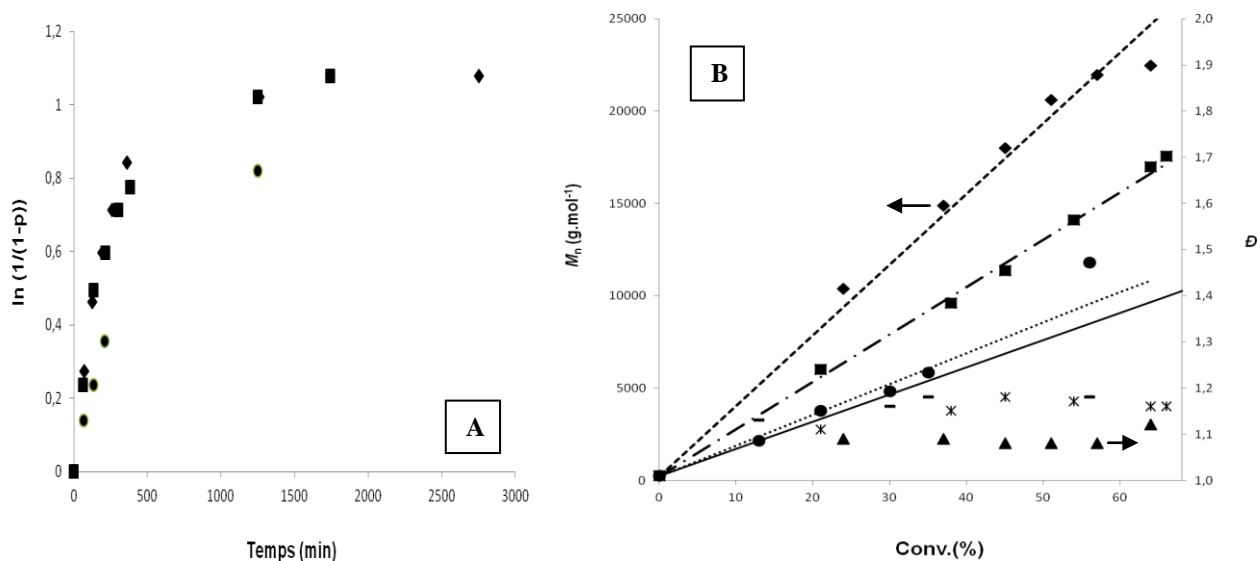 1,2
1
0,8
0,6
0,4
0,2
0
ln (1/(1-p))
0 500 1000 1500 2000 2500 3000
Temps (min)
A
25000
20000
15000
10000
5000
0
Mn (g.mol-1)
B
2,0
1,9
1,8
1,7
1,6
1,5
1,4
1,3
1,2
1,1
1,0
Đ
0 10 20 30 40 50 60
Conv.(%)